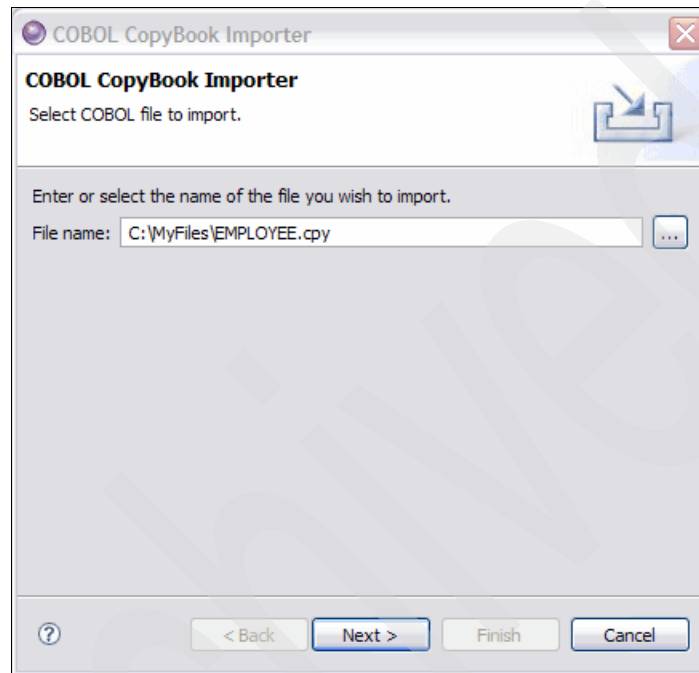 COBOL CopyBook Importer
COBOL CopyBook Importer
Select COBOL file to import.
Enter or select the name of the file you wish to import.
File name: C:\MyFiles\EMPLOYEE.cpy ...
? < Back Next > Finish Cancel